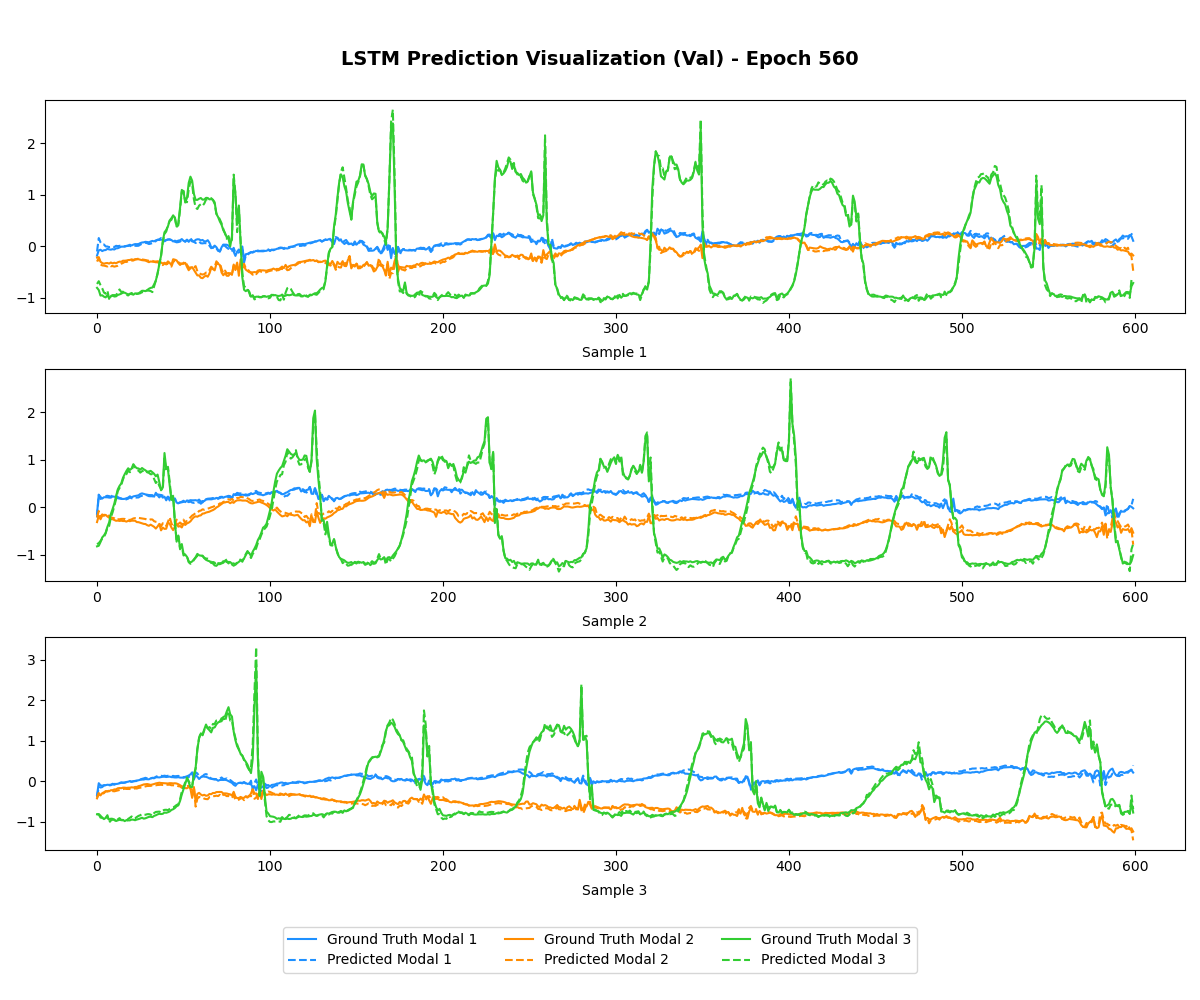 LSTM Prediction Visualization (Val) - Epoch 560
2
1
0
−1
0 100 200 300 400 500 600
Sample 1
2
1
0
−1
0 100 200 300 400 500 600
Sample 2
3
2
1
0
−1
0 100 200 300 400 500 600
Sample 3
Ground Truth Modal 1 Ground Truth Modal 2 Ground Truth Modal 3
Predicted Modal 1 Predicted Modal 2 Predicted Modal 3